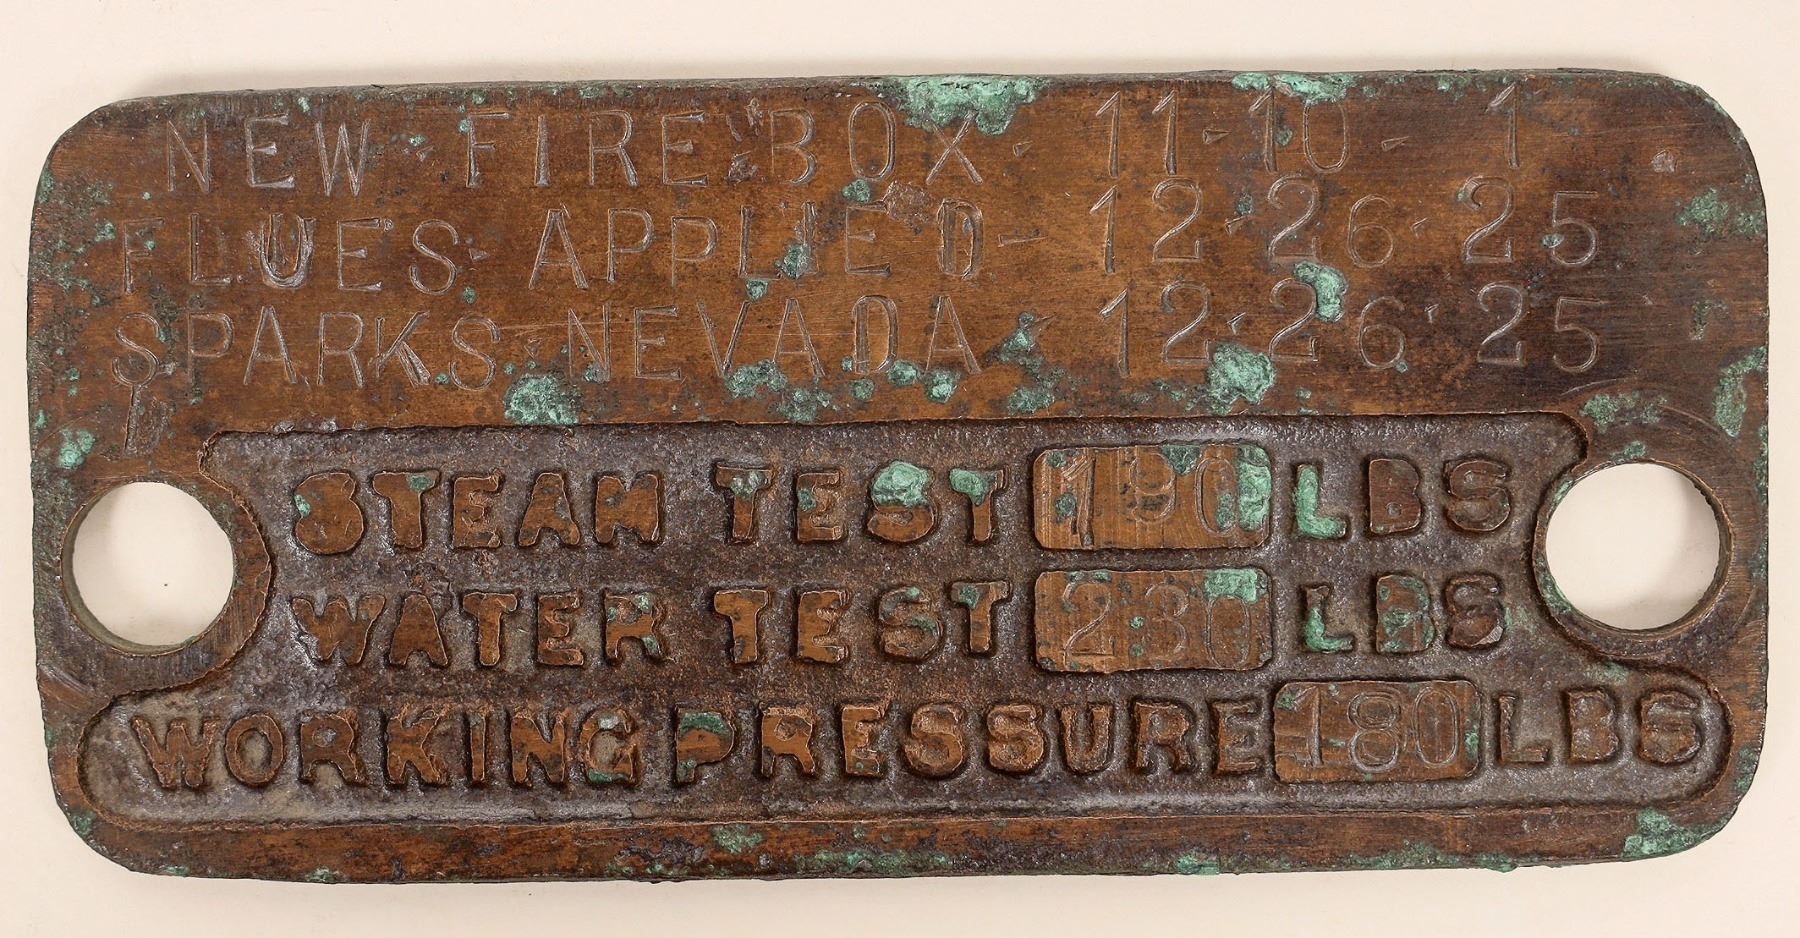 NEW FIRE BOX · 11-10-1
FLUES APPLIED - 12-26-25
SPARKS NEVADA 12-26-25
STEAM TEST 190 LBS
WATER TEST 230 LBS
WORKING PRESSURE 180 LBS